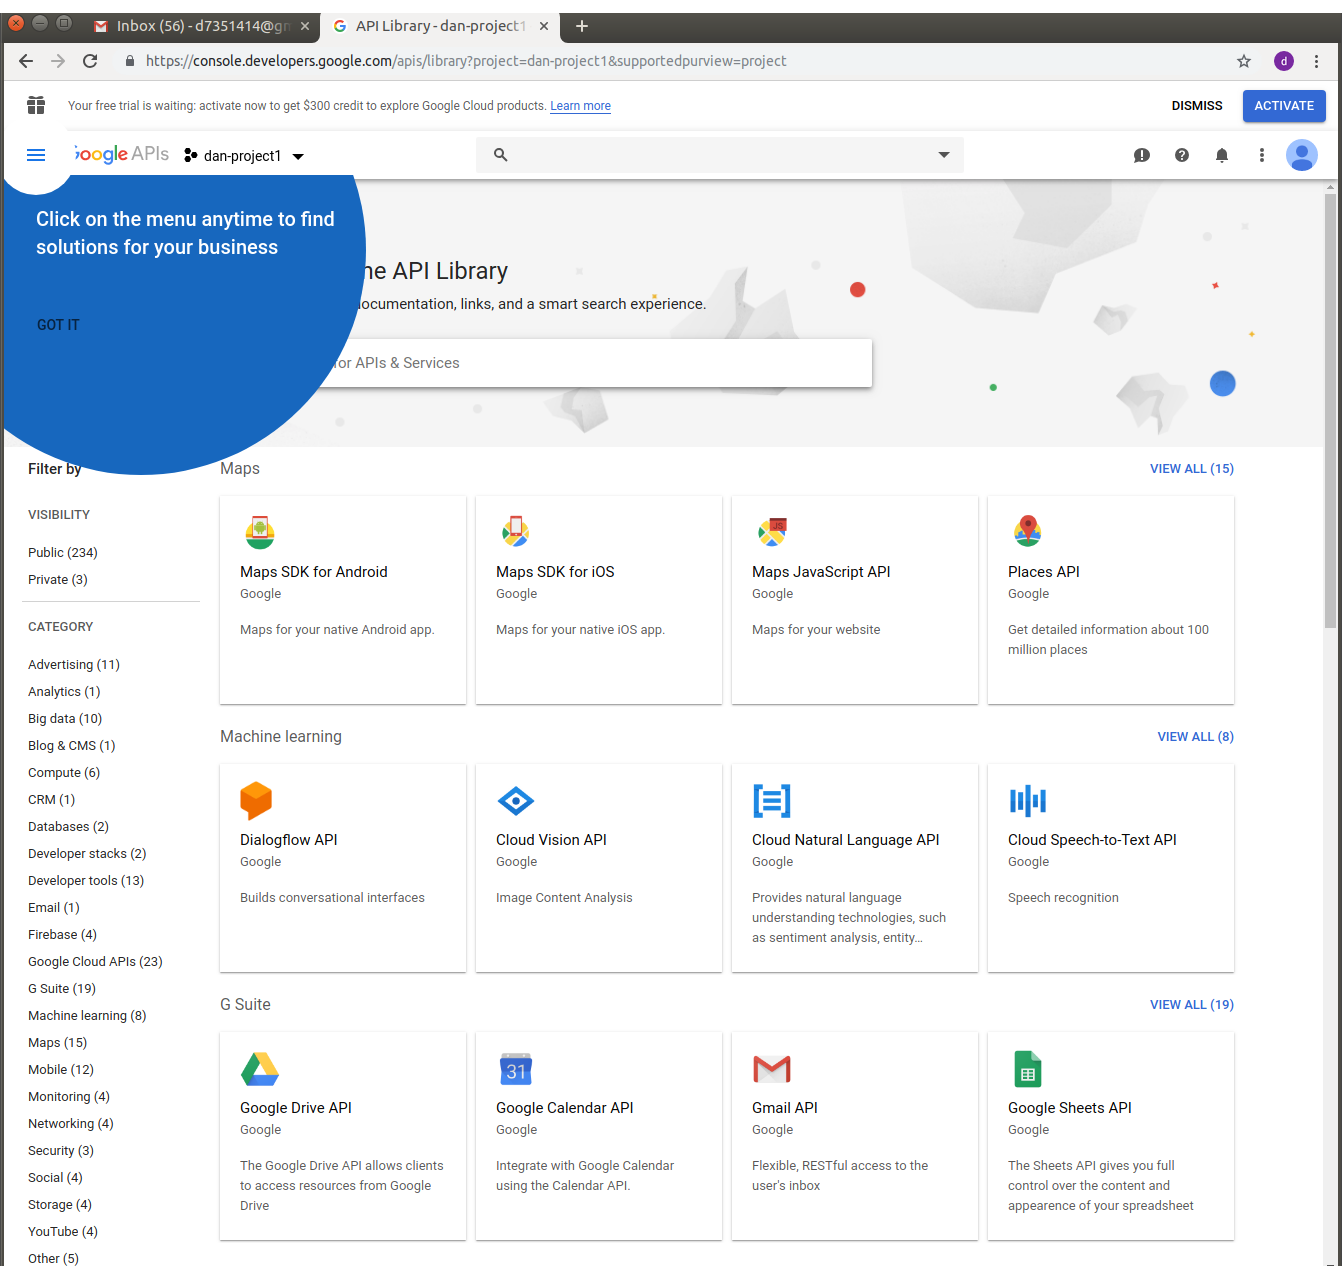 Inbox (56) - d7351414@gm
API Library - dan-project1
https://console.developers.google.com/apis/library?project=dan-project1&supportedpurview=project
d
Your free trial is waiting: activate now to get $300 credit to explore Google Cloud products. Learn more
DISMISS
ACTIVATE
Google APIs
dan-project1
Click on the menu anytime to find
solutions for your business
GOT IT
he API Library
documentation, links, and a smart search experience.
for APIs & Services
Filter by
VISIBILITY
Public (234)
Private (3)
CATEGORY
Advertising (11)
Analytics (1)
Big data (10)
Blog & CMS (1)
Compute (6)
CRM (1)
Databases (2)
Developer stacks (2)
Developer tools (13)
Email (1)
Firebase (4)
Google Cloud APIs (23)
G Suite (19)
Machine learning (8)
Maps (15)
Mobile (12)
Monitoring (4)
Networking (4)
Security (3)
Social (4)
Storage (4)
YouTube (4)
Other (5)
Maps
VIEW ALL (15)
Maps SDK for Android
Google
Maps for your native Android app.
Maps SDK for iOS
Google
Maps for your native iOS app.
JS
Maps JavaScript API
Google
Maps for your website
Places API
Google
Get detailed information about 100
million places
Machine learning
VIEW ALL (8)
Dialogflow API
Google
Builds conversational interfaces
Cloud Vision API
Google
Image Content Analysis
Cloud Natural Language API
Google
Provides natural language
understanding technologies, such
as sentiment analysis, entity...
Cloud Speech-to-Text API
Google
Speech recognition
G Suite
VIEW ALL (19)
Google Drive API
Google
The Google Drive API allows clients
to access resources from Google
Drive
31
Google Calendar API
Google
Integrate with Google Calendar
using the Calendar API.
Gmail API
Google
Flexible, RESTful access to the
user's inbox
Google Sheets API
Google
The Sheets API gives you full
control over the content and
appearence of your spreadsheet